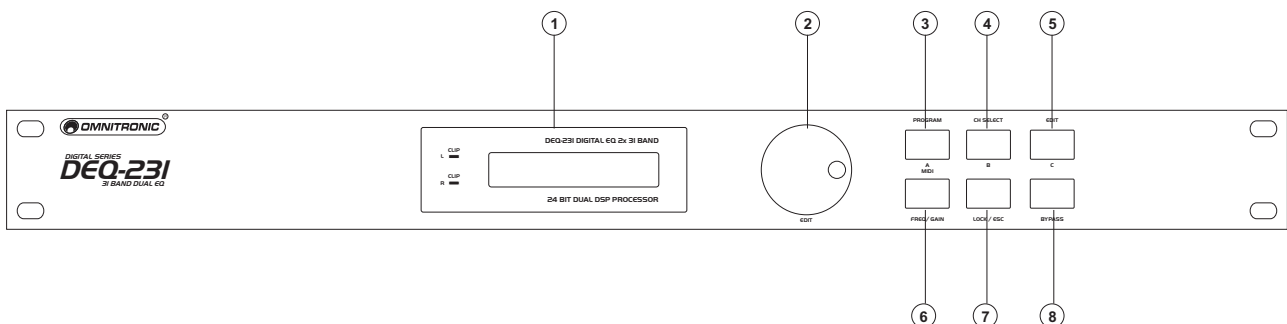 1 2 3 4 5
OMNITRONIC ®
DIGITAL SERIES
DEQ-231
31 BAND DUAL EQ
DEQ-231 DIGITAL EQ 2x 31 BAND
CLIP
L
CLIP
R
24 BIT DUAL DSP PROCESSOR
EDIT
PROGRAM CH SELECT EDIT
A B C
MIDI
FREQ/ GAIN LOCK / ESC BYPASS
6 7 8